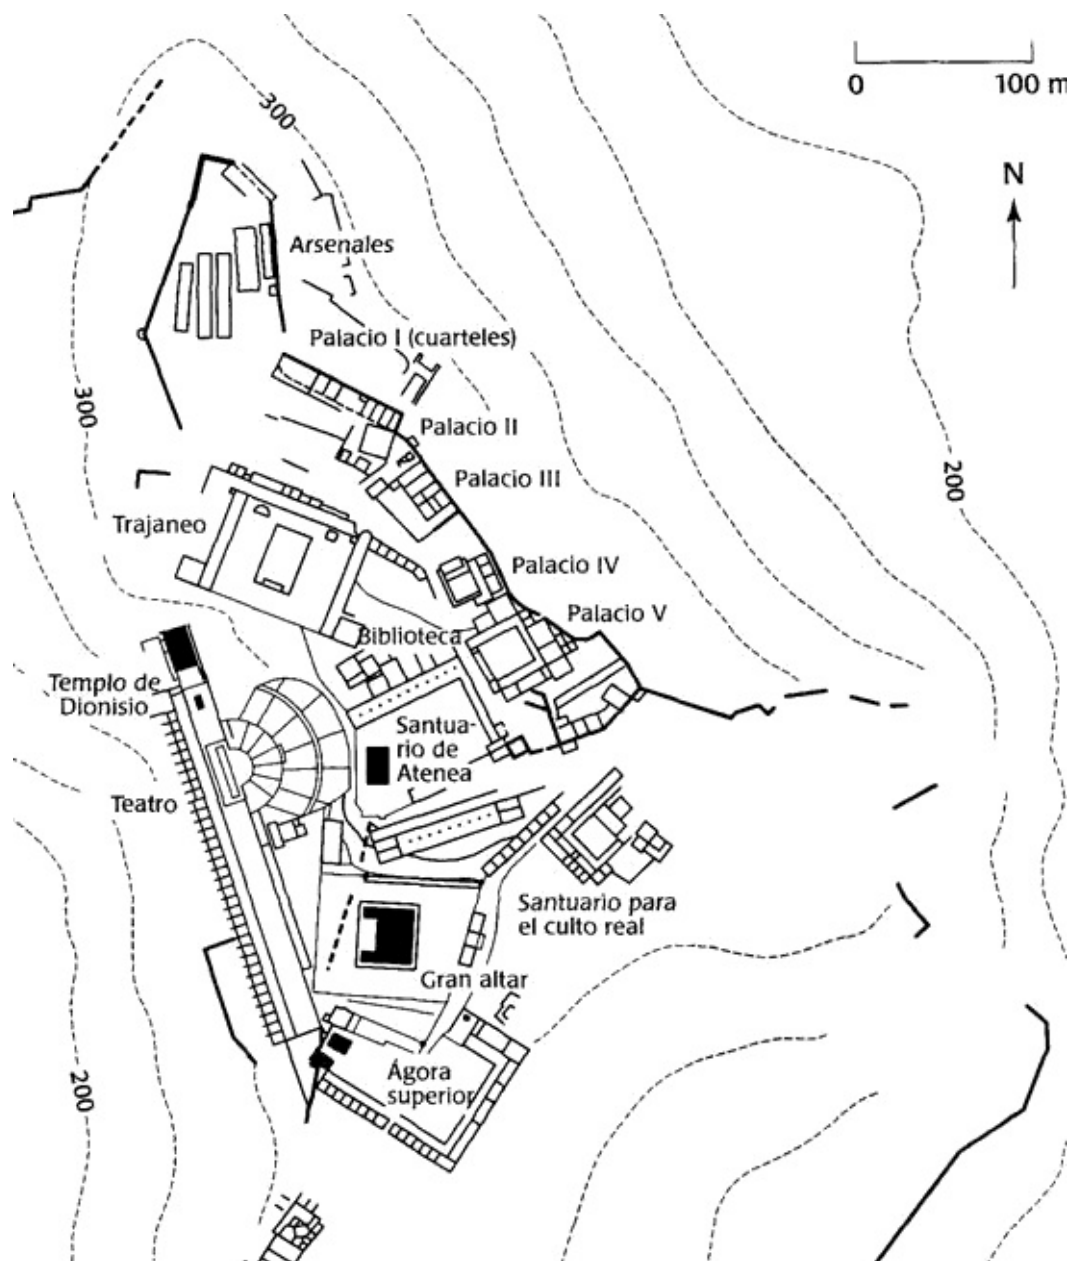 0 100 m
300
N
Arsenales
Palacio I (cuarteles)
300
Palacio II
Palacio III
200
Trajaneo
Palacio IV
Palacio V
Biblioteca
Templo de
Dionisio
Santua-
rio de
Atenea
Teatro
Santuario para
el culto real
Gran altar
200
Ágora
superior